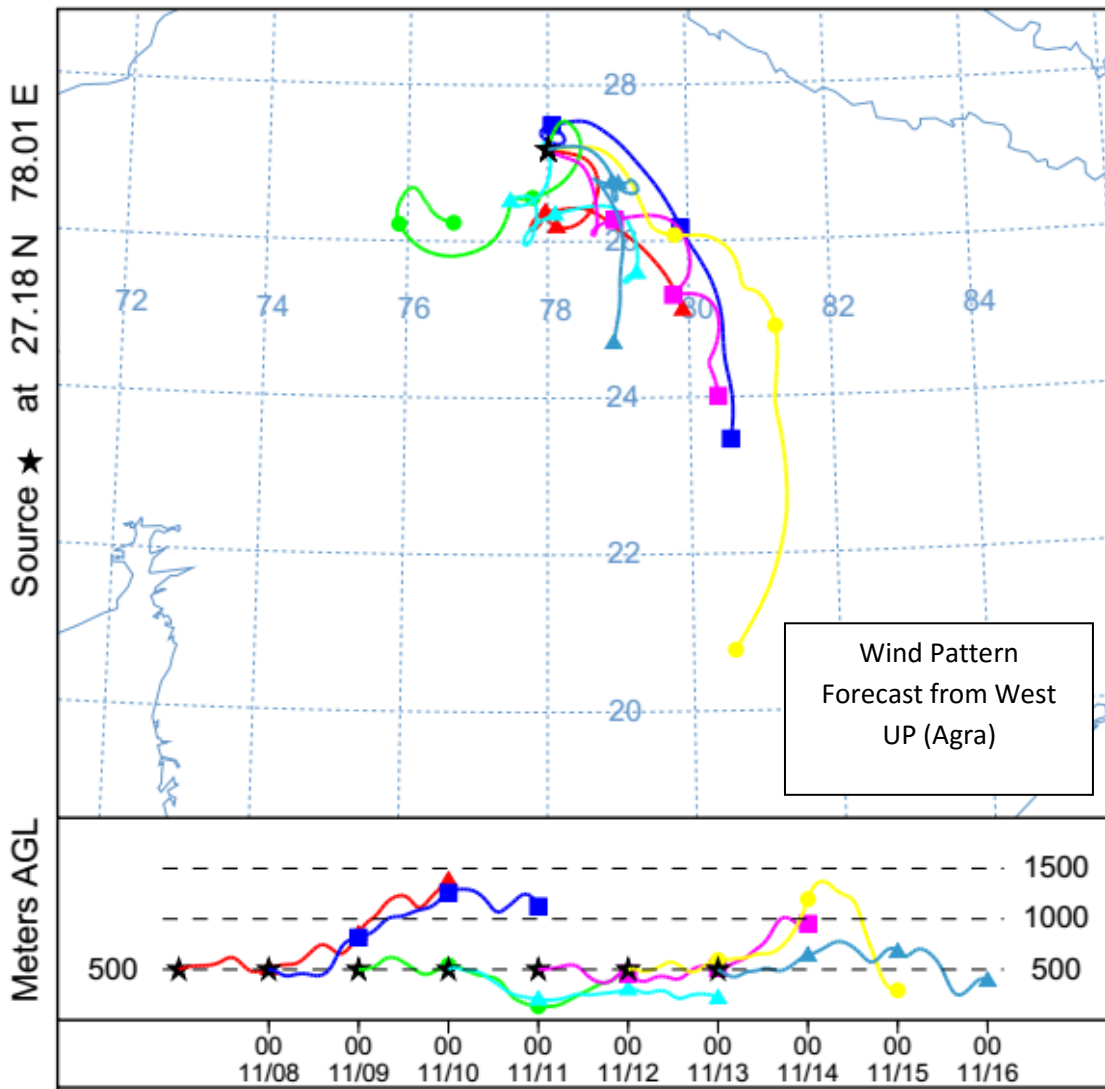 Source ★ at 27.18 N 78.01 E
28
26
72
74
76
78
80
82
84
24
22
20
Wind Pattern
Forecast from West
UP (Agra)
Meters AGL
1500
1000
500
500
00 00 00 00 00 00 00 00 00
11/08 11/09 11/10 11/11 11/12 11/13 11/14 11/15 11/16